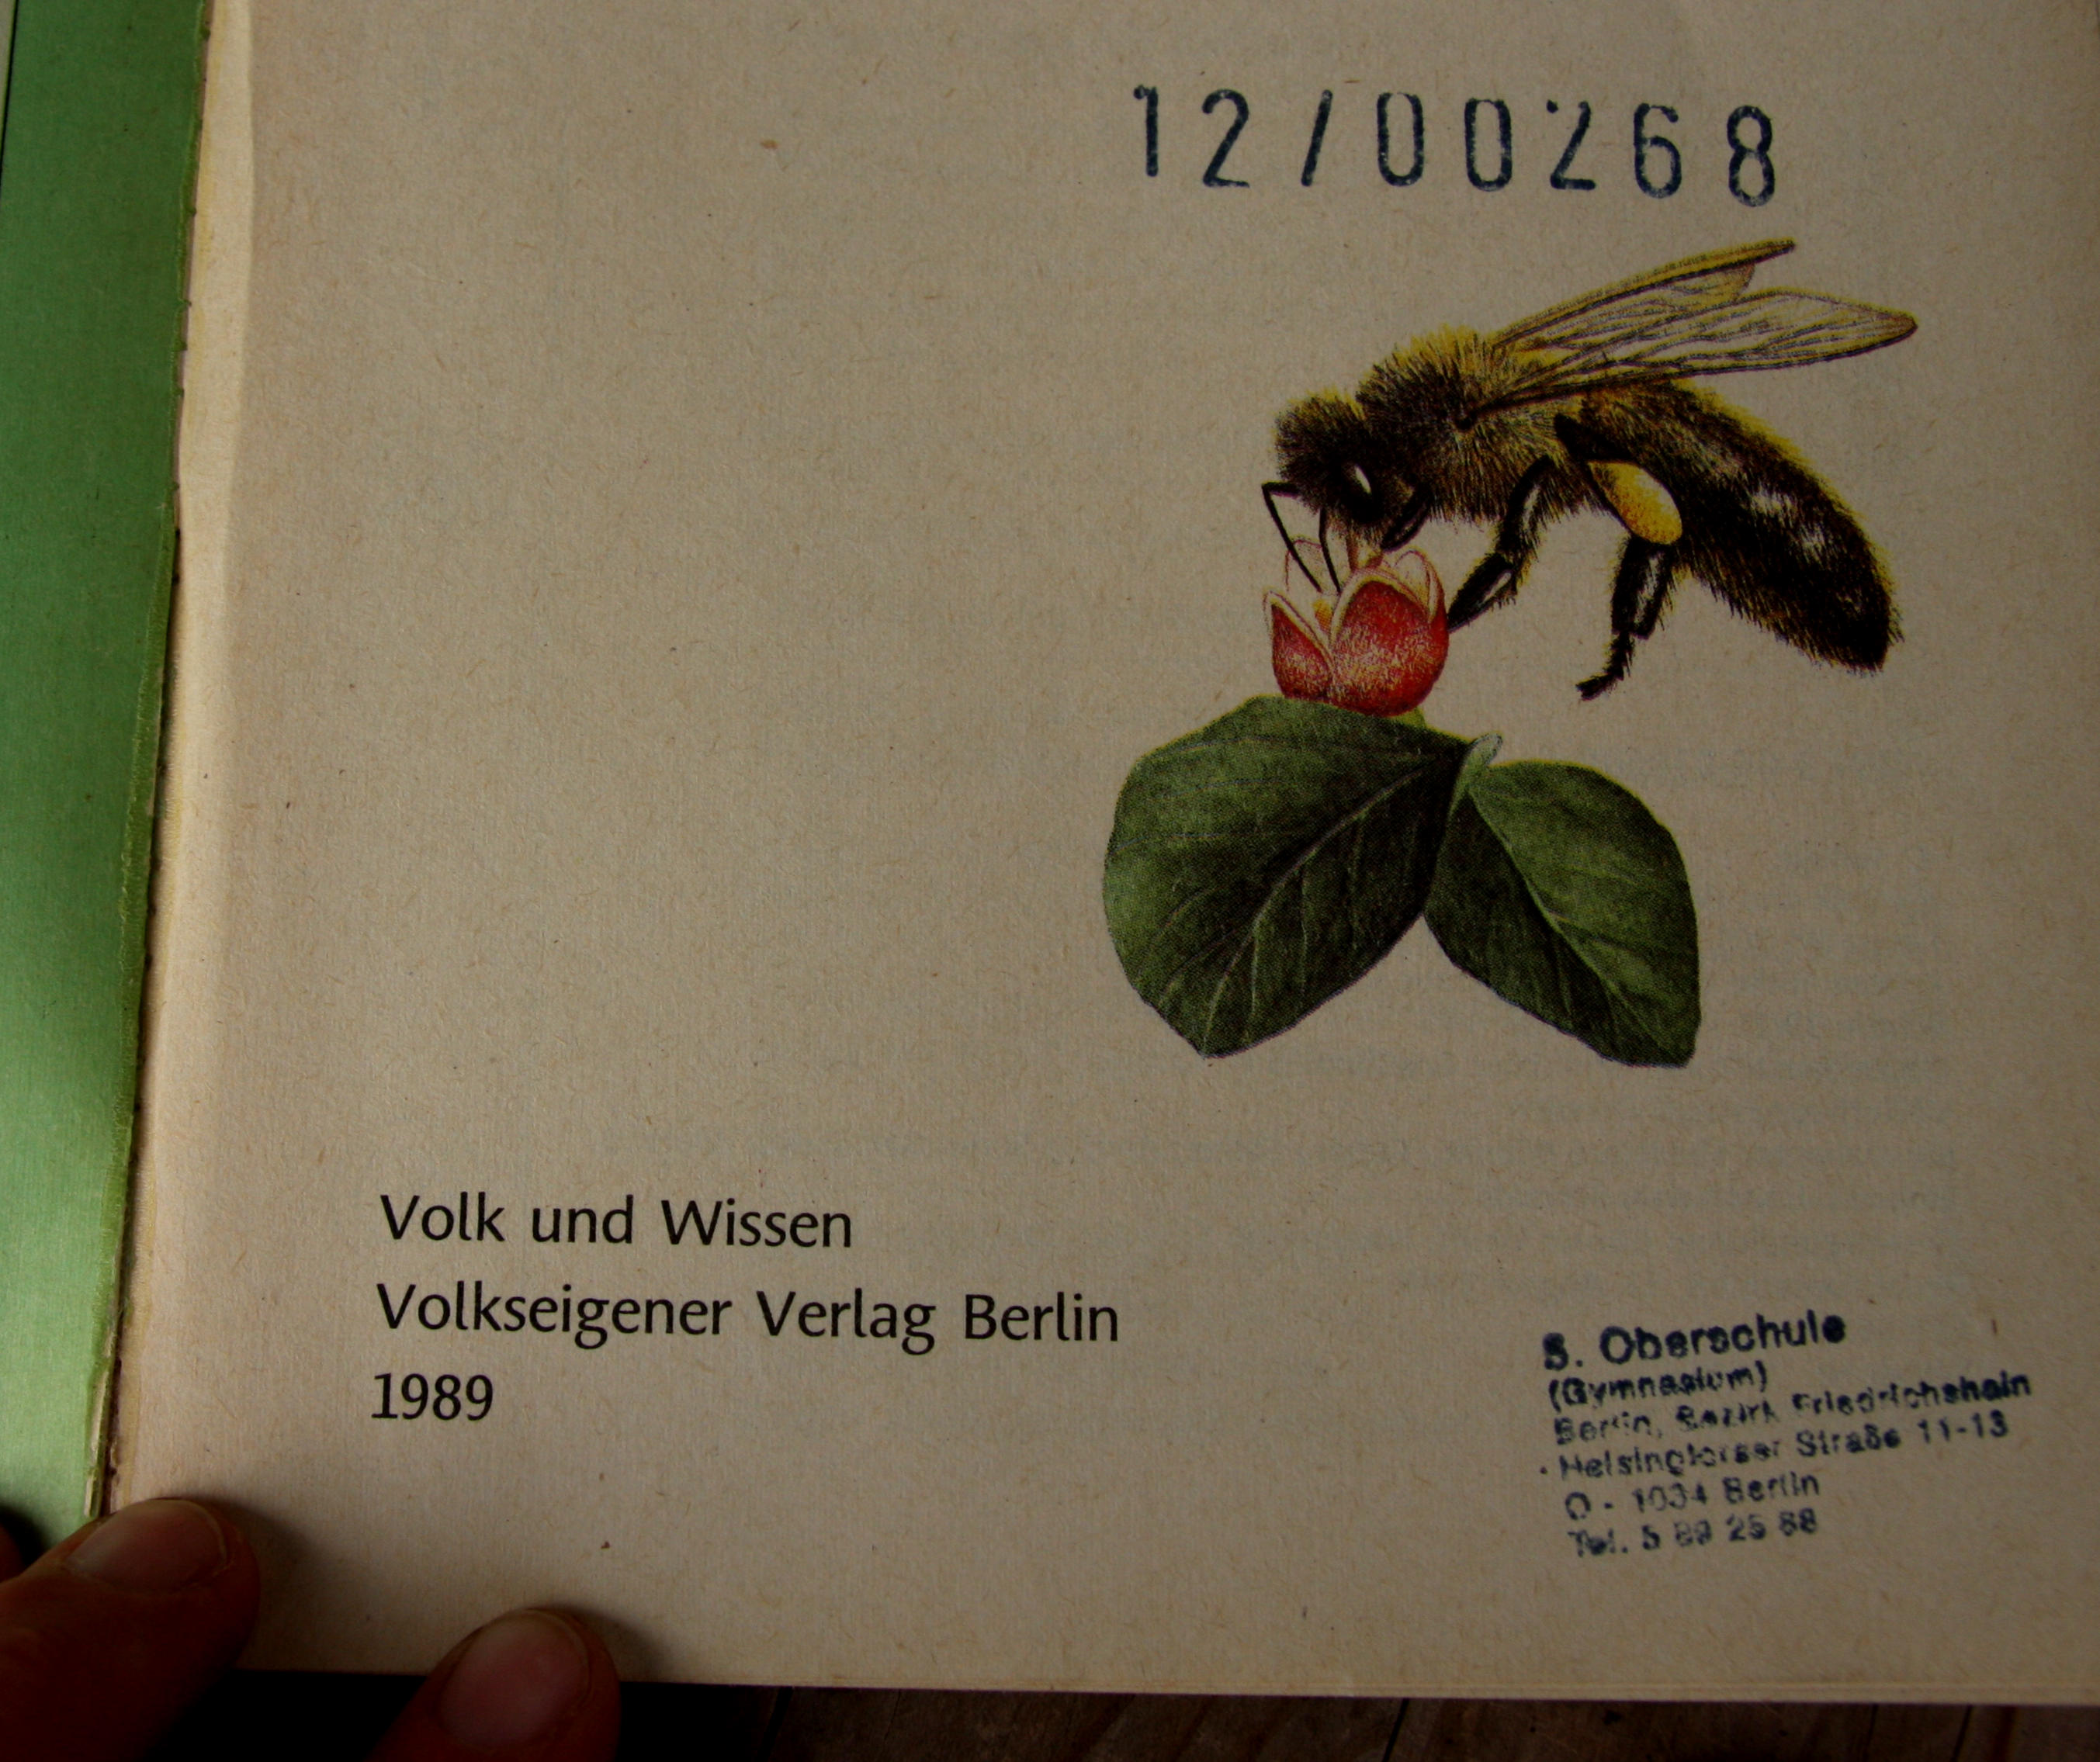 12/00268
Volk und Wissen
Volkseigener Verlag Berlin
1989
5. Oberschule
(Gymnasium)
Berlin, Bezirk Friedrichshain
Helsingforser Straße 11-13
O - 1034 Berlin
Tel. 5 89 25 88